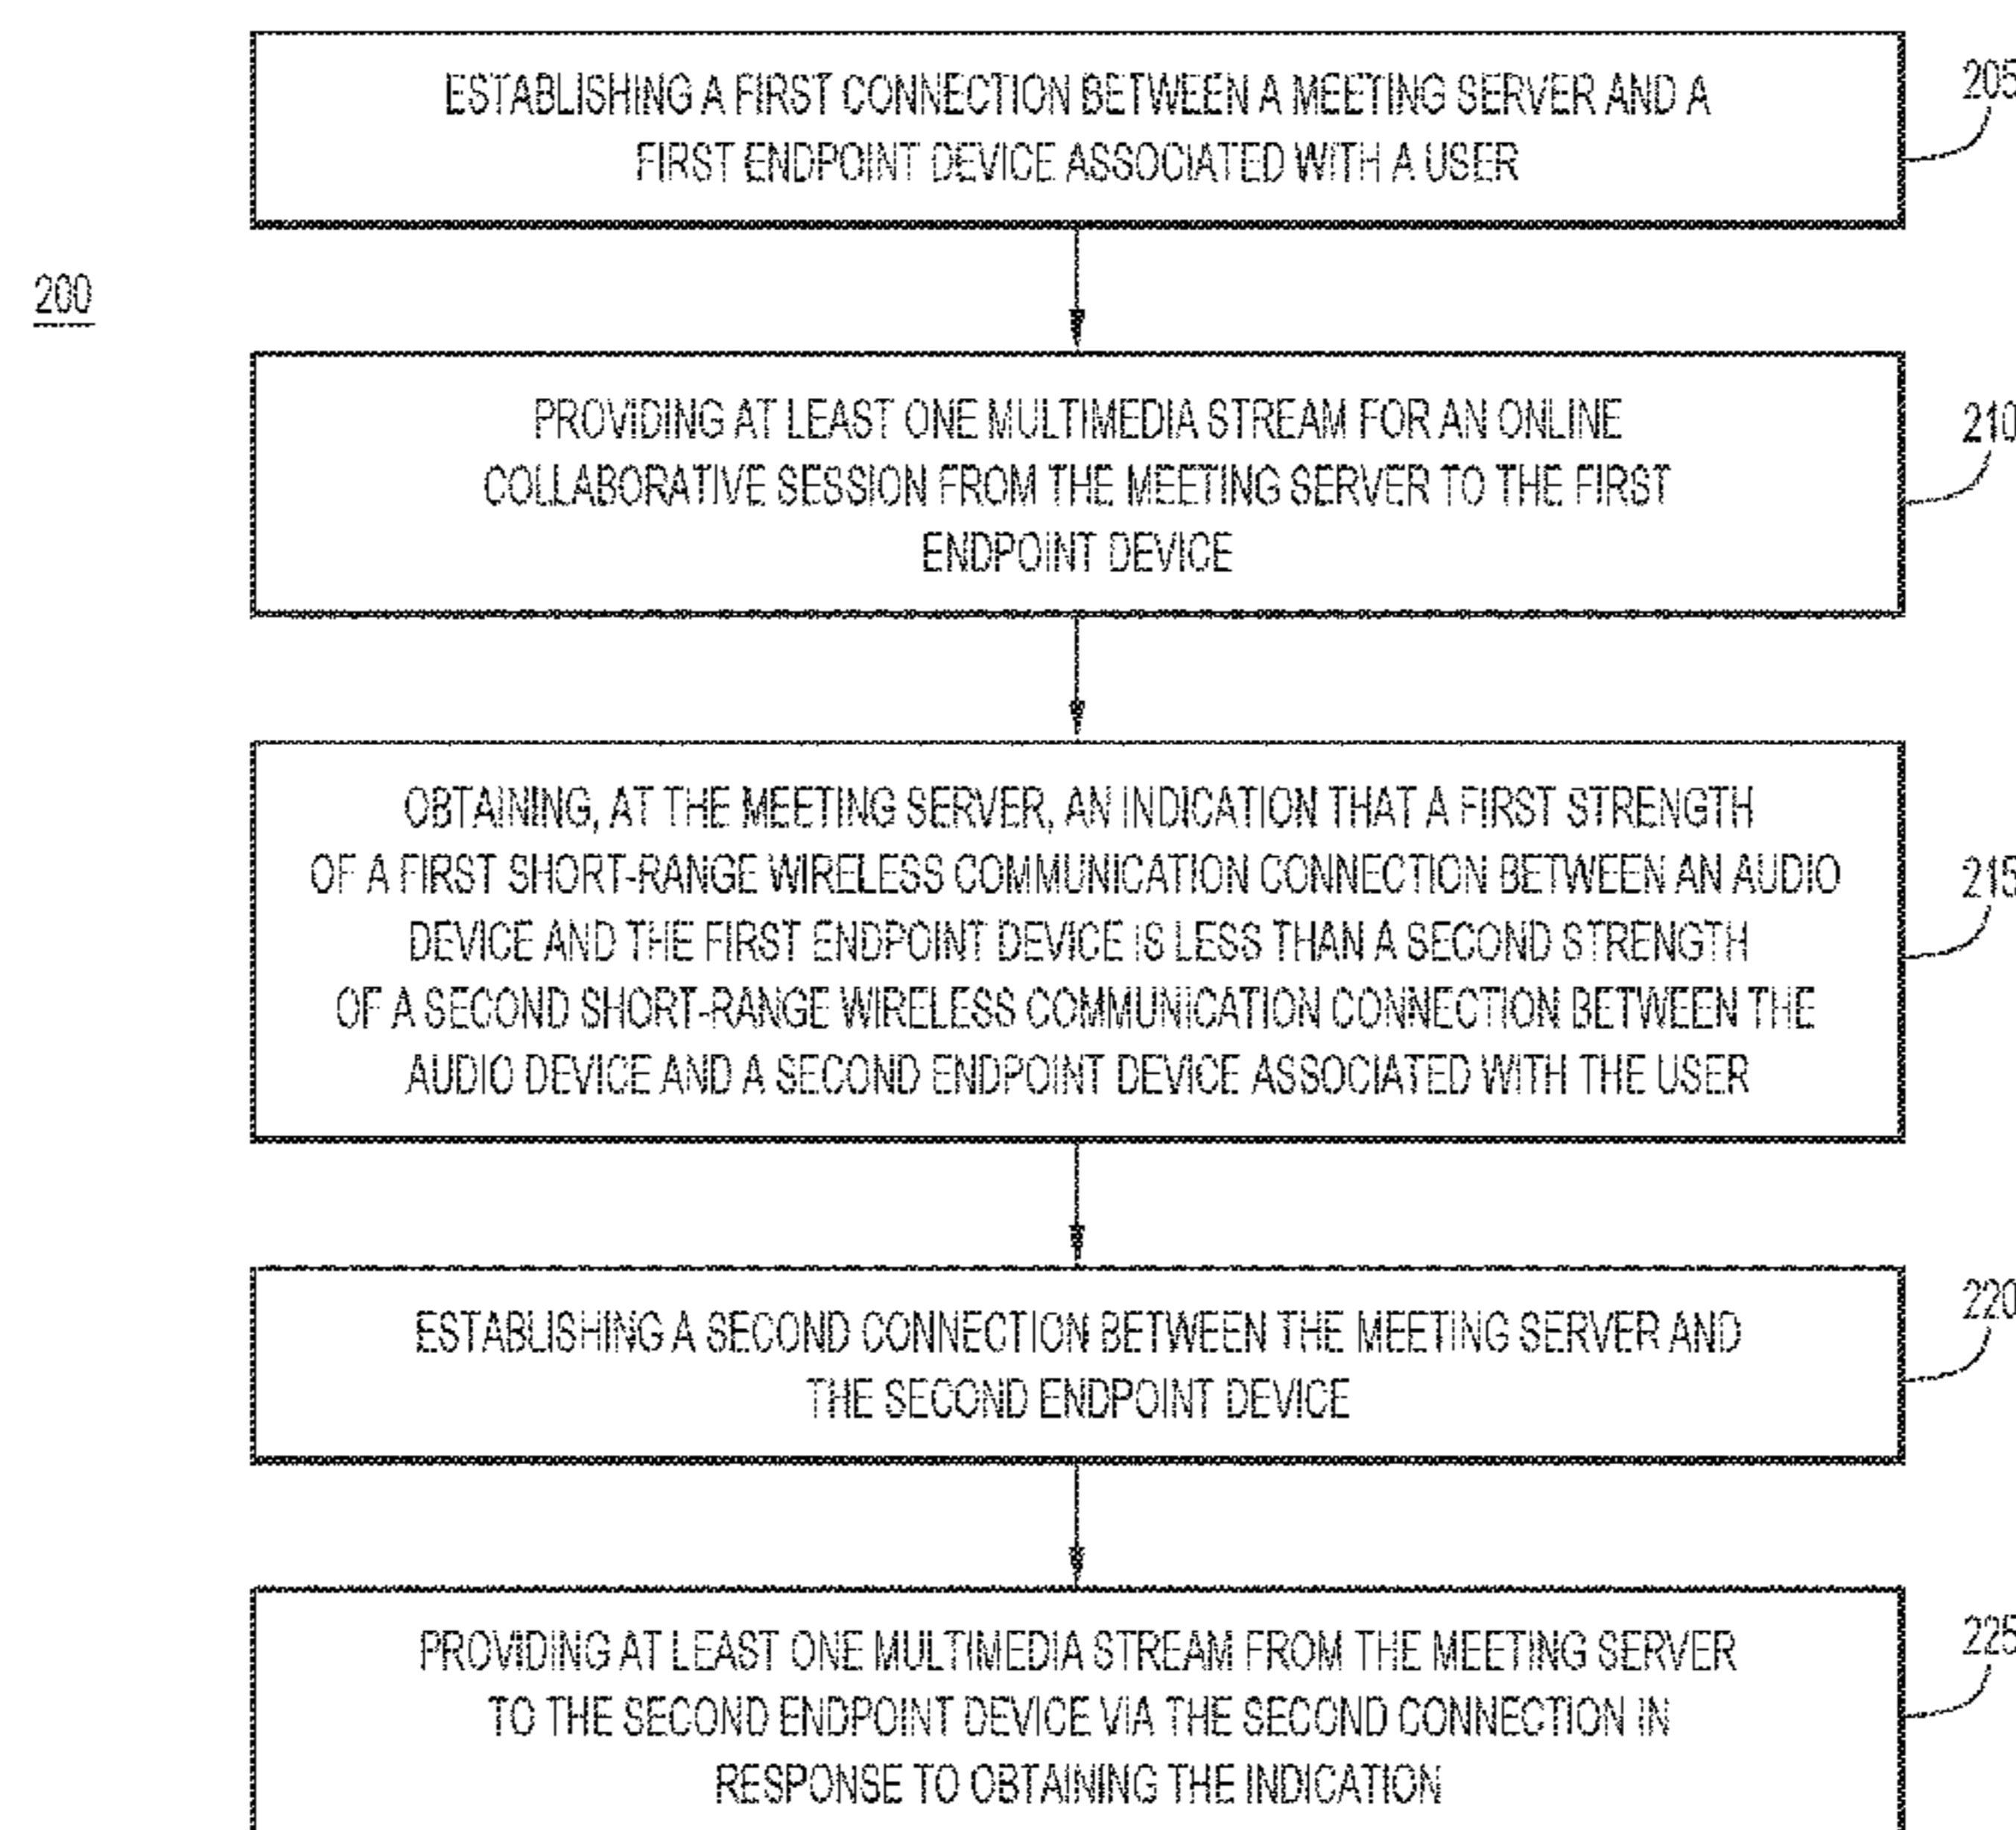 ESTABLISHING A FIRST CONNECTION BETWEEN A MEETING SERVER AND A
FIRST ENDPOINT DEVICE ASSOCIATED WITH A USER
205
200
PROVIDING AT LEAST ONE MULTIMEDIA STREAM FOR AN ONLINE
COLLABORATIVE SESSION FROM THE MEETING SERVER TO THE FIRST
ENDPOINT DEVICE
210
OBTAINING, AT THE MEETING SERVER, AN INDICATION THAT A FIRST STRENGTH
OF A FIRST SHORT-RANGE WIRELESS COMMUNICATION CONNECTION BETWEEN AN AUDIO
DEVICE AND THE FIRST ENDPOINT DEVICE IS LESS THAN A SECOND STRENGTH
OF A SECOND SHORT-RANGE WIRELESS COMMUNICATION CONNECTION BETWEEN THE
AUDIO DEVICE AND A SECOND ENDPOINT DEVICE ASSOCIATED WITH THE USER
215
ESTABLISHING A SECOND CONNECTION BETWEEN THE MEETING SERVER AND
THE SECOND ENDPOINT DEVICE
220
PROVIDING AT LEAST ONE MULTIMEDIA STREAM FROM THE MEETING SERVER
TO THE SECOND ENDPOINT DEVICE VIA THE SECOND CONNECTION IN
RESPONSE TO OBTAINING THE INDICATION
225